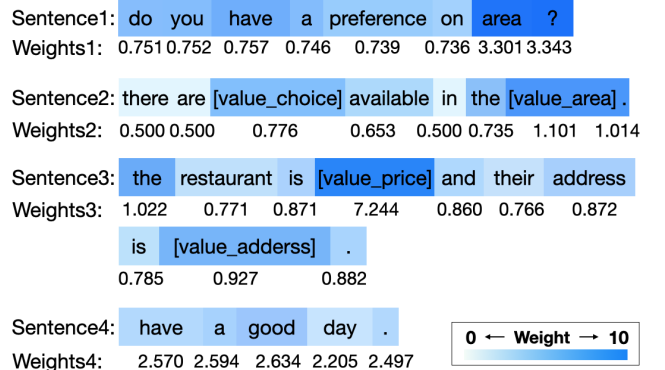 Sentence1: do you have a preference on area ?
Weights1: 0.751 0.752 0.757 0.746 0.739 0.736 3.301 3.343
Sentence2: there are [value_choice] available in the [value_area] .
Weights2: 0.500 0.500 0.776 0.653 0.500 0.735 1.101 1.014
Sentence3: the restaurant is [value_price] and their address
Weights3: 1.022 0.771 0.871 7.244 0.860 0.766 0.872
is [value_adderss] .
0.785 0.927 0.882
Sentence4: have a good day .
Weights4: 2.570 2.594 2.634 2.205 2.497
0 ← Weight → 10